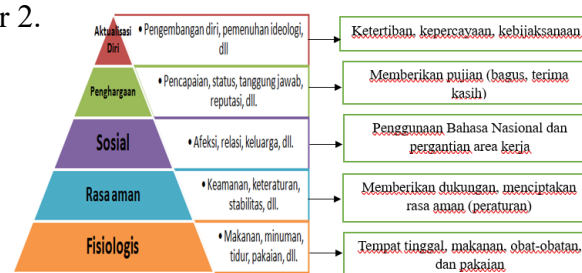 r 2.
Aktualisasi
Diri
• Pengembangan diri, pemenuhan ideologi,
dll
Ketertiban, kepercayaan, kebijaksanaan
Penghargaan
• Pencapaian, status, tanggung jawab,
reputasi, dll.
Memberikan pujian (bagus, terima
kasih)
Sosial
• Afeksi, relasi, keluarga, dll.
Penggunaan Bahasa Nasional dan
pergantian area kerja
Rasa aman
• Keamanan, keteraturan,
stabilitas, dll.
Memberikan dukungan, menciptakan
rasa aman (peraturan)
Fisiologis
• Makanan, minuman,
tidur, pakaian, dll.
Tempat tinggal, makanan, obat-obatan,
dan pakaian